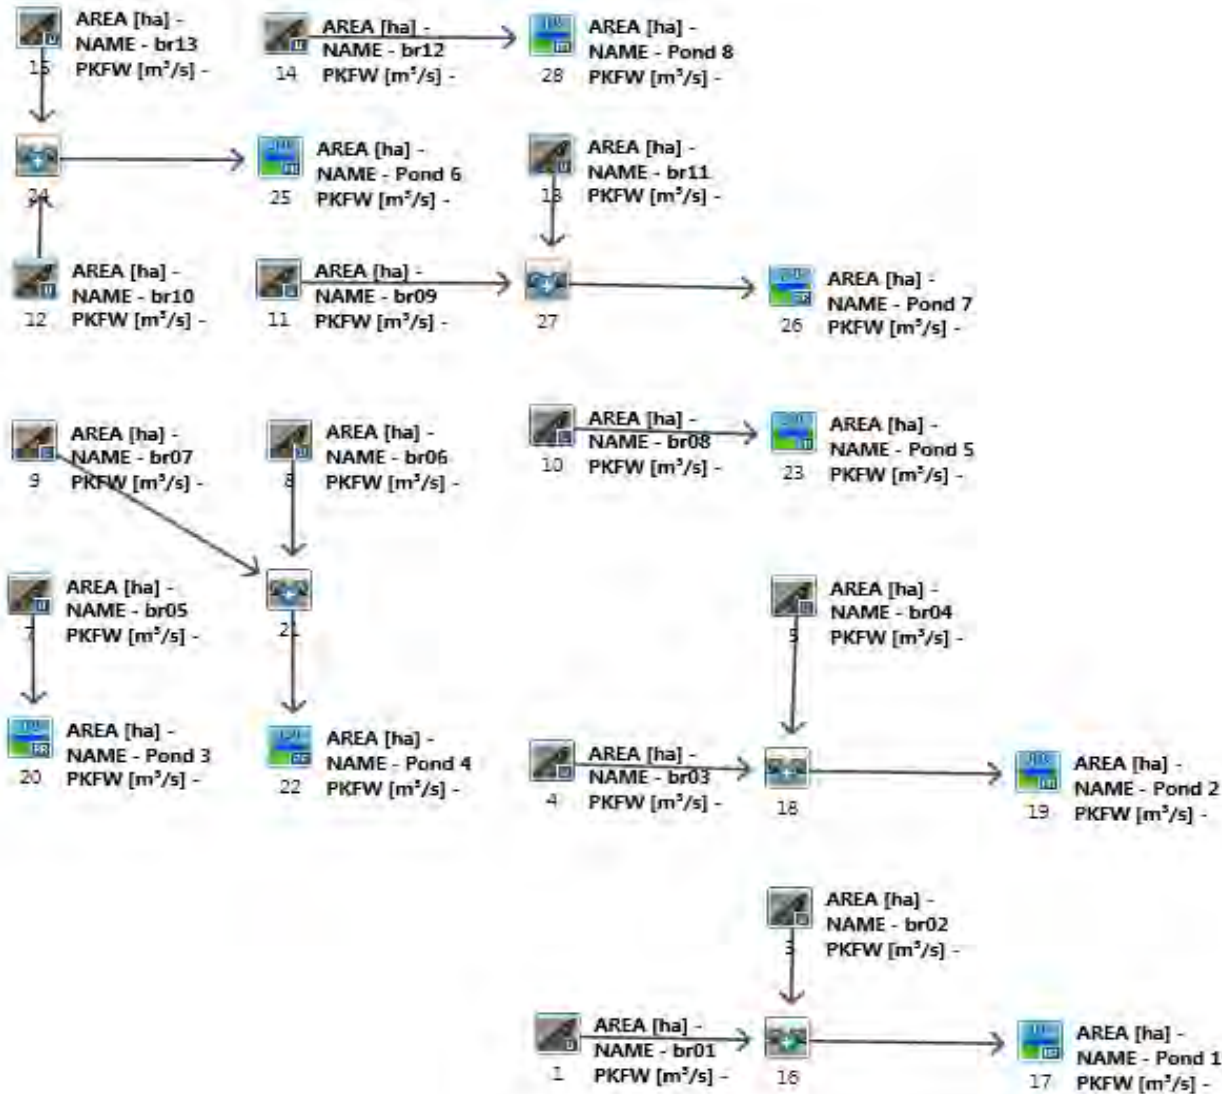 AREA [ha] -
NAME - br13
PKFW [m³/s] -
15
AREA [ha] -
NAME - br12
PKFW [m³/s] -
14
AREA [ha] -
NAME - Pond 8
PKFW [m³/s] -
28
24
AREA [ha] -
NAME - Pond 6
PKFW [m³/s] -
25
AREA [ha] -
NAME - br11
PKFW [m³/s] -
13
AREA [ha] -
NAME - br10
PKFW [m³/s] -
12
AREA [ha] -
NAME - br09
PKFW [m³/s] -
11
27
AREA [ha] -
NAME - Pond 7
PKFW [m³/s] -
26
AREA [ha] -
NAME - br07
PKFW [m³/s] -
9
AREA [ha] -
NAME - br06
PKFW [m³/s] -
8
AREA [ha] -
NAME - br08
PKFW [m³/s] -
10
AREA [ha] -
NAME - Pond 5
PKFW [m³/s] -
23
AREA [ha] -
NAME - br05
PKFW [m³/s] -
7
21
AREA [ha] -
NAME - br04
PKFW [m³/s] -
5
AREA [ha] -
NAME - Pond 3
PKFW [m³/s] -
20
AREA [ha] -
NAME - Pond 4
PKFW [m³/s] -
22
AREA [ha] -
NAME - br03
PKFW [m³/s] -
4
18
AREA [ha] -
NAME - Pond 2
PKFW [m³/s] -
19
AREA [ha] -
NAME - br02
PKFW [m³/s] -
3
AREA [ha] -
NAME - br01
PKFW [m³/s] -
1
16
AREA [ha] -
NAME - Pond 1
PKFW [m³/s] -
17